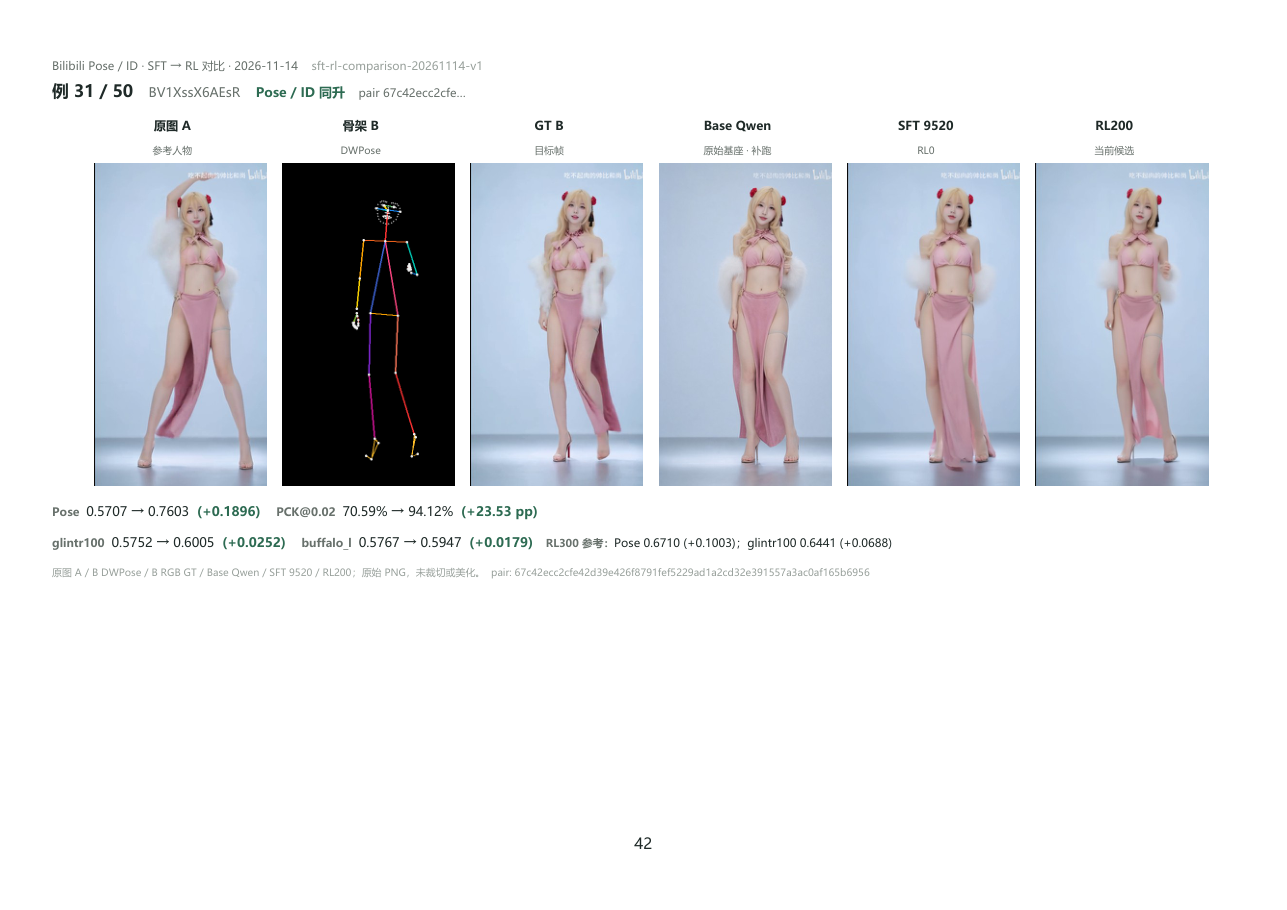 Bilibili Pose / ID · SFT → RL 对比 · 2026-11-14 sft-rl-comparison-20261114-v1
例 31 / 50 BV1XssX6AEsR Pose / ID 同升 pair 67c42ecc2cfe…
原图 A 骨架 B GT B Base Qwen SFT 9520 RL200
参考人物 DWPose 目标帧 原始基座 · 补跑 RL0 当前候选
Pose 0.5707 → 0.7603 (+0.1896) PCK@0.02 70.59% → 94.12% (+23.53 pp)
glintr100 0.5752 → 0.6005 (+0.0252) buffalo_l 0.5767 → 0.5947 (+0.0179) RL300 参考：Pose 0.6710 (+0.1003)；glintr100 0.6441 (+0.0688)
原图 A / B DWPose / B RGB GT / Base Qwen / SFT 9520 / RL200；原始 PNG，未裁切或美化。 pair: 67c42ecc2cfe42d39e426f8791fef5229ad1a2cd32e391557a3ac0af165b6956
42